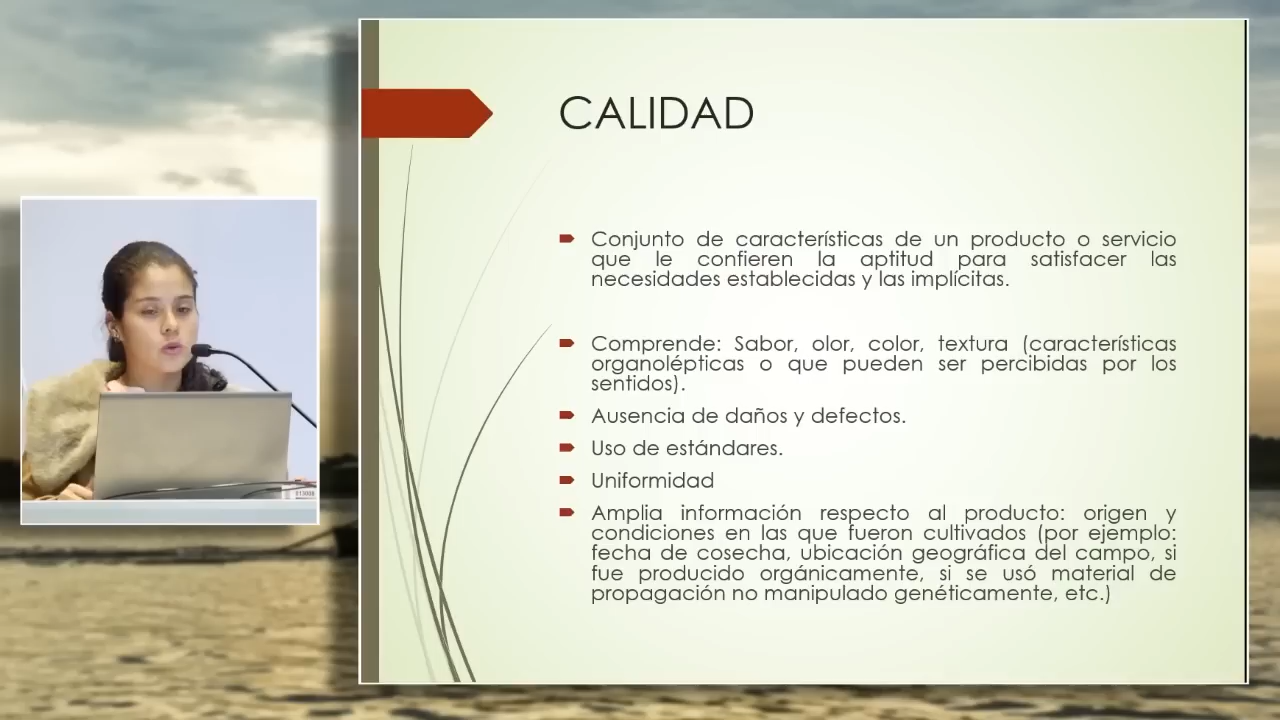 CALIDAD
Conjunto de características de un producto o servicio
que le confieren la aptitud para satisfacer las
necesidades establecidas y las implícitas.
Comprende: Sabor, olor, color, textura (características
organolépticas o que pueden ser percibidas por los
sentidos).
Ausencia de daños y defectos.
Uso de estándares.
Uniformidad
Amplia información respecto al producto: origen y
condiciones en las que fueron cultivados (por ejemplo:
fecha de cosecha, ubicación geográfica del campo, si
fue producido orgánicamente, si se usó material de
propagación no manipulado genéticamente, etc.)